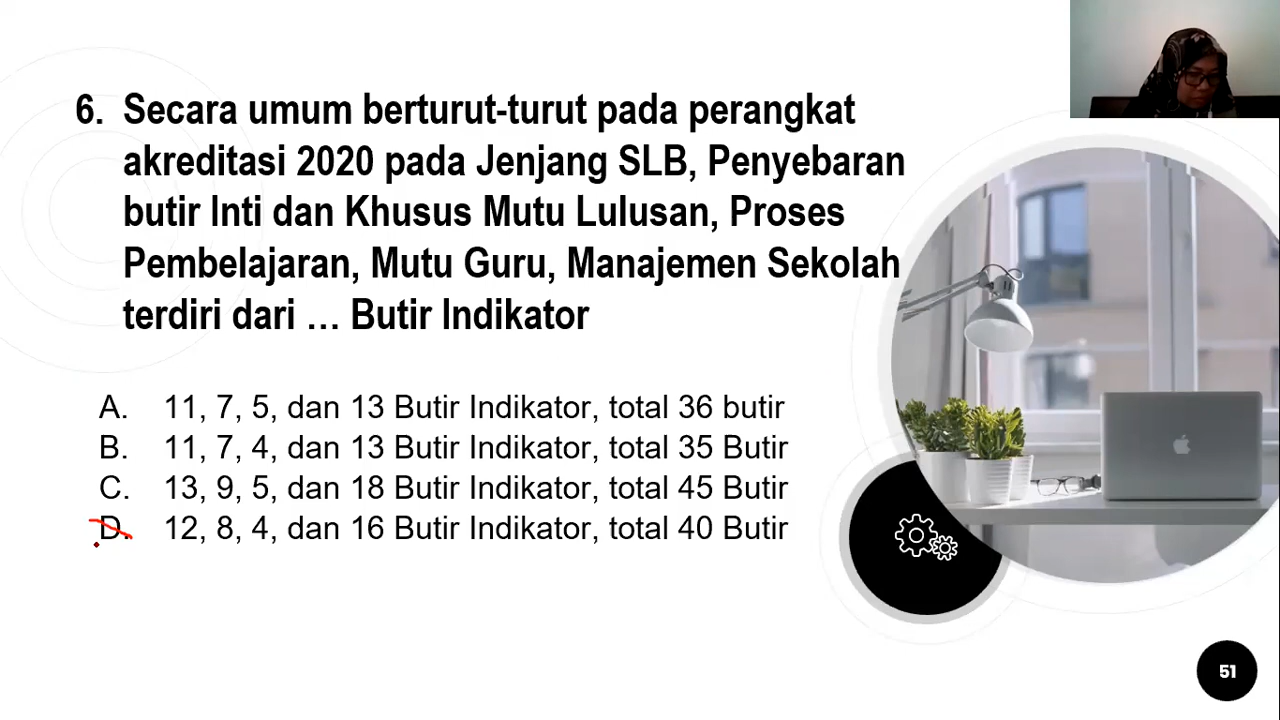 6. Secara umum berturut-turut pada perangkat
akreditasi 2020 pada Jenjang SLB, Penyebaran
butir Inti dan Khusus Mutu Lulusan, Proses
Pembelajaran, Mutu Guru, Manajemen Sekolah
terdiri dari … Butir Indikator
A. 11, 7, 5, dan 13 Butir Indikator, total 36 butir
B. 11, 7, 4, dan 13 Butir Indikator, total 35 Butir
C. 13, 9, 5, dan 18 Butir Indikator, total 45 Butir
D. 12, 8, 4, dan 16 Butir Indikator, total 40 Butir
51